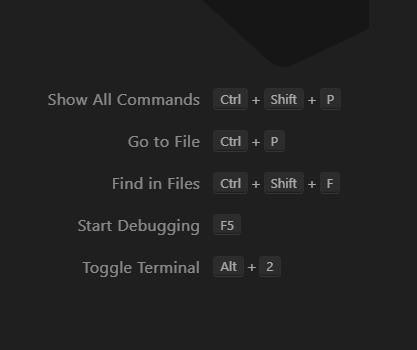 Show All Commands Ctrl + Shift + P
Go to File Ctrl + P
Find in Files Ctrl + Shift + F
Start Debugging F5
Toggle Terminal Alt + 2